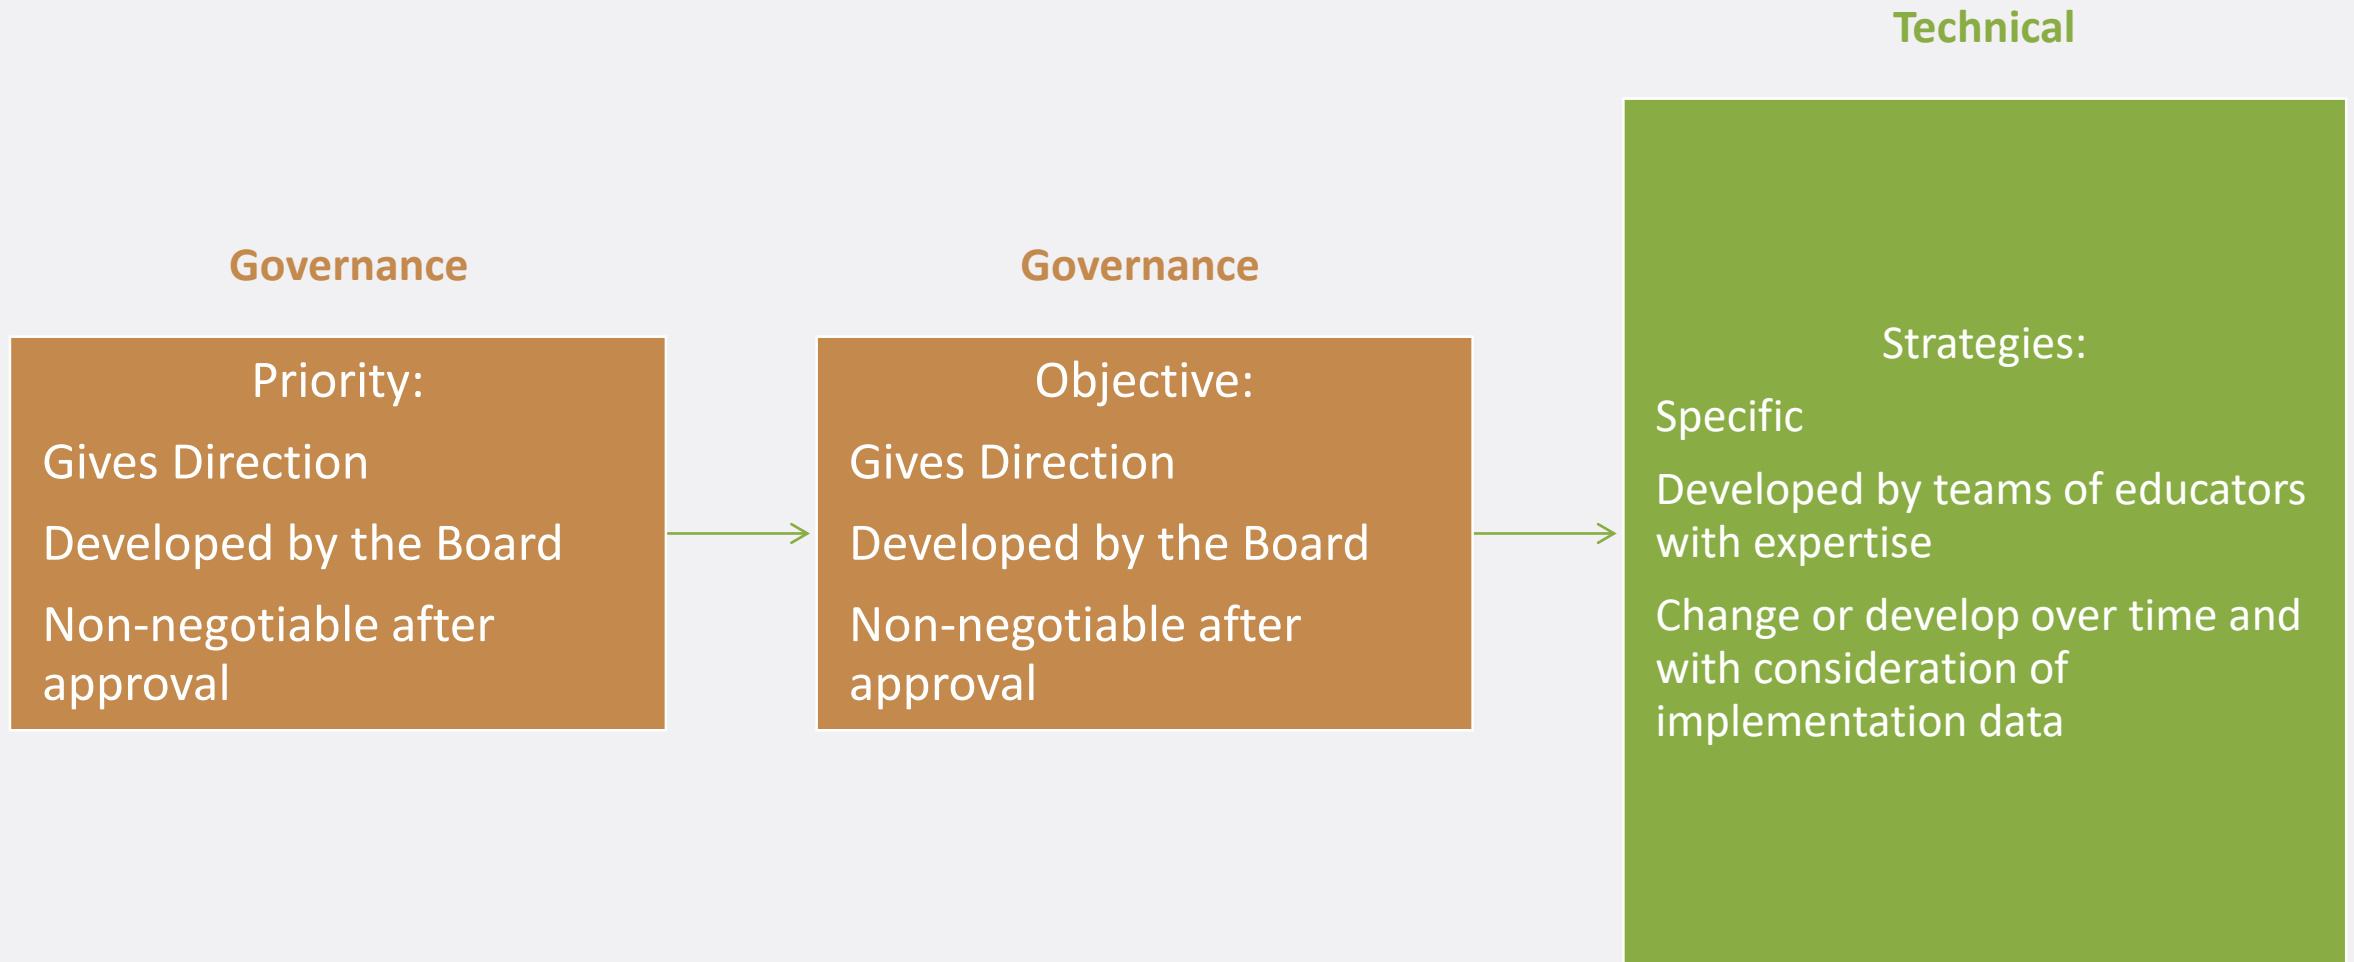 Governance
Priority:
Gives Direction
Developed by the Board
Non-negotiable after
approval
Governance
Objective:
Gives Direction
Developed by the Board
Non-negotiable after
approval
Technical
Strategies:
Specific
Developed by teams of educators
with expertise
Change or develop over time and
with consideration of
implementation data